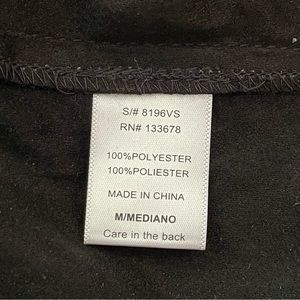 S/# 8196VS
RN# 133678
100%POLYESTER
100%POLIESTER
MADE IN CHINA
M/MEDIANO
Care in the back